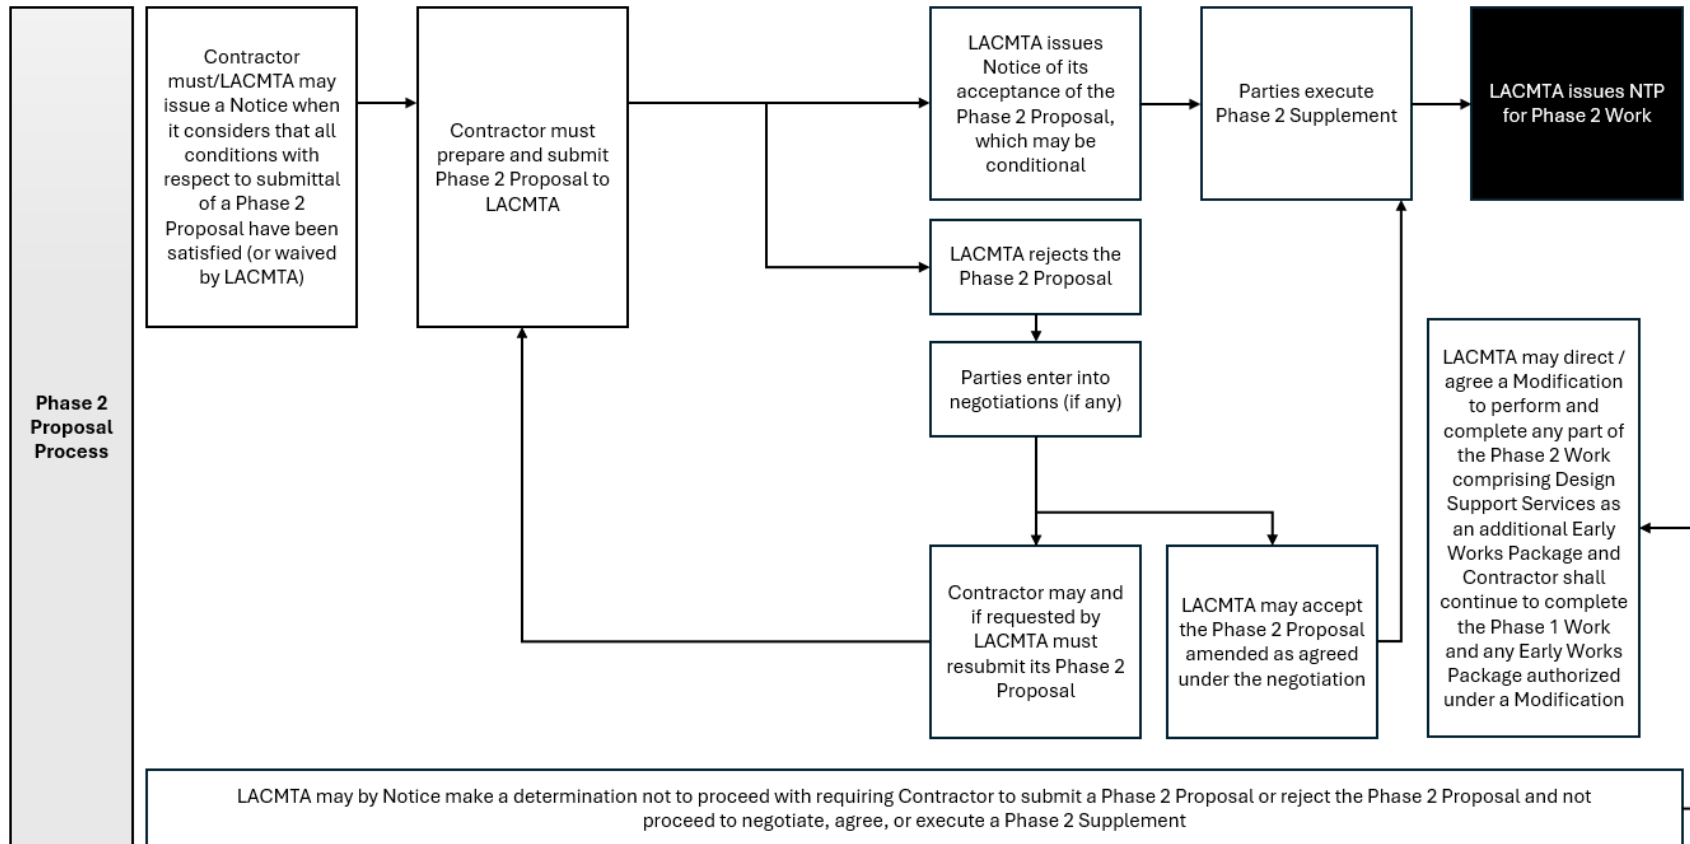 Phase 2
Proposal
Process
Contractor
must/LACMTA may
issue a Notice when
it considers that all
conditions with
respect to submittal
of a Phase 2
Proposal have been
satisfied (or waived
by LACMTA)
Contractor must
prepare and submit
Phase 2 Proposal to
LACMTA
LACMTA issues
Notice of its
acceptance of the
Phase 2 Proposal,
which may be
conditional
Parties execute
Phase 2 Supplement
LACMTA issues NTP
for Phase 2 Work
LACMTA rejects the
Phase 2 Proposal
Parties enter into
negotiations (if any)
Contractor may and
if requested by
LACMTA must
resubmit its Phase 2
Proposal
LACMTA may accept
the Phase 2 Proposal
amended as agreed
under the negotiation
LACMTA may direct /
agree a Modification
to perform and
complete any part of
the Phase 2 Work
comprising Design
Support Services as
an additional Early
Works Package and
Contractor shall
continue to complete
the Phase 1 Work
and any Early Works
Package authorized
under a Modification
LACMTA may by Notice make a determination not to proceed with requiring Contractor to submit a Phase 2 Proposal or reject the Phase 2 Proposal and not
proceed to negotiate, agree, or execute a Phase 2 Supplement